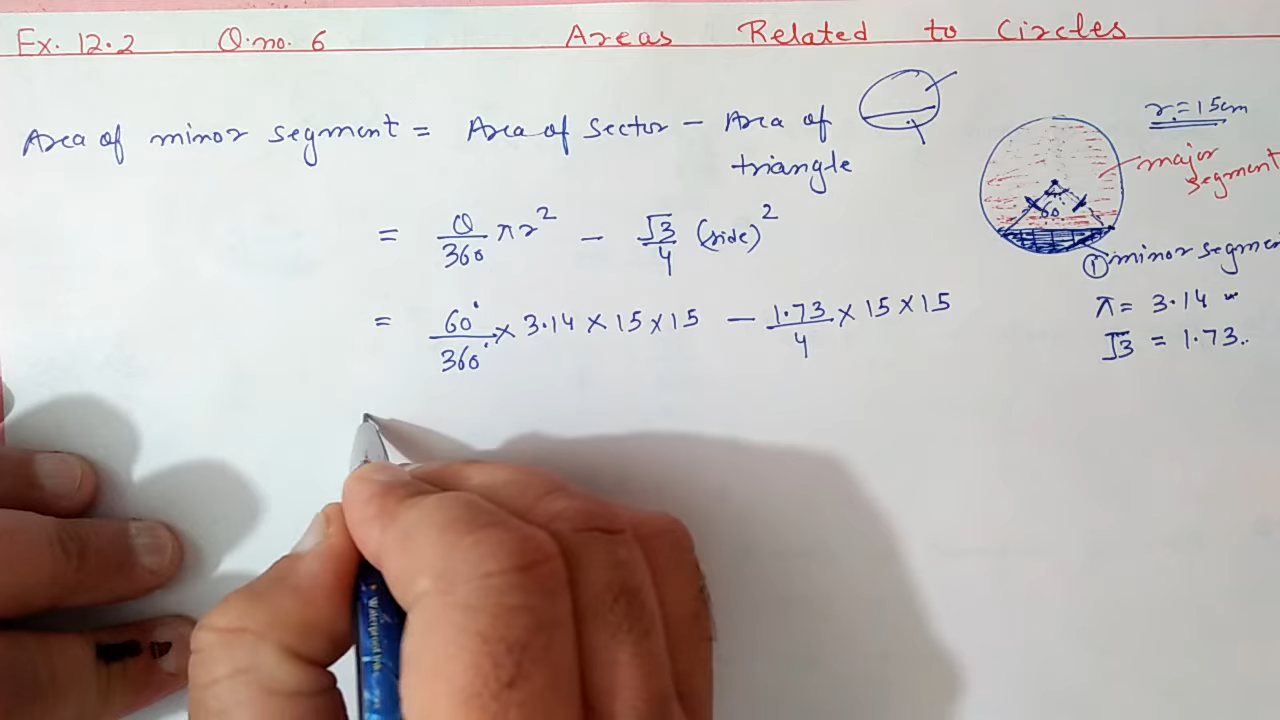 Ex. 12.2 Q.no. 6 Areas Related to Circles
Area of minor segment = Area of sector - Area of
triangle
= θ/360 πr² - √3/4 (side)²
= 60°/360° × 3.14 × 15 × 15 - 1.73/4 × 15 × 15
r = 15cm
major
segment
60°
① minor segmen
π = 3.14
√3 = 1.73..